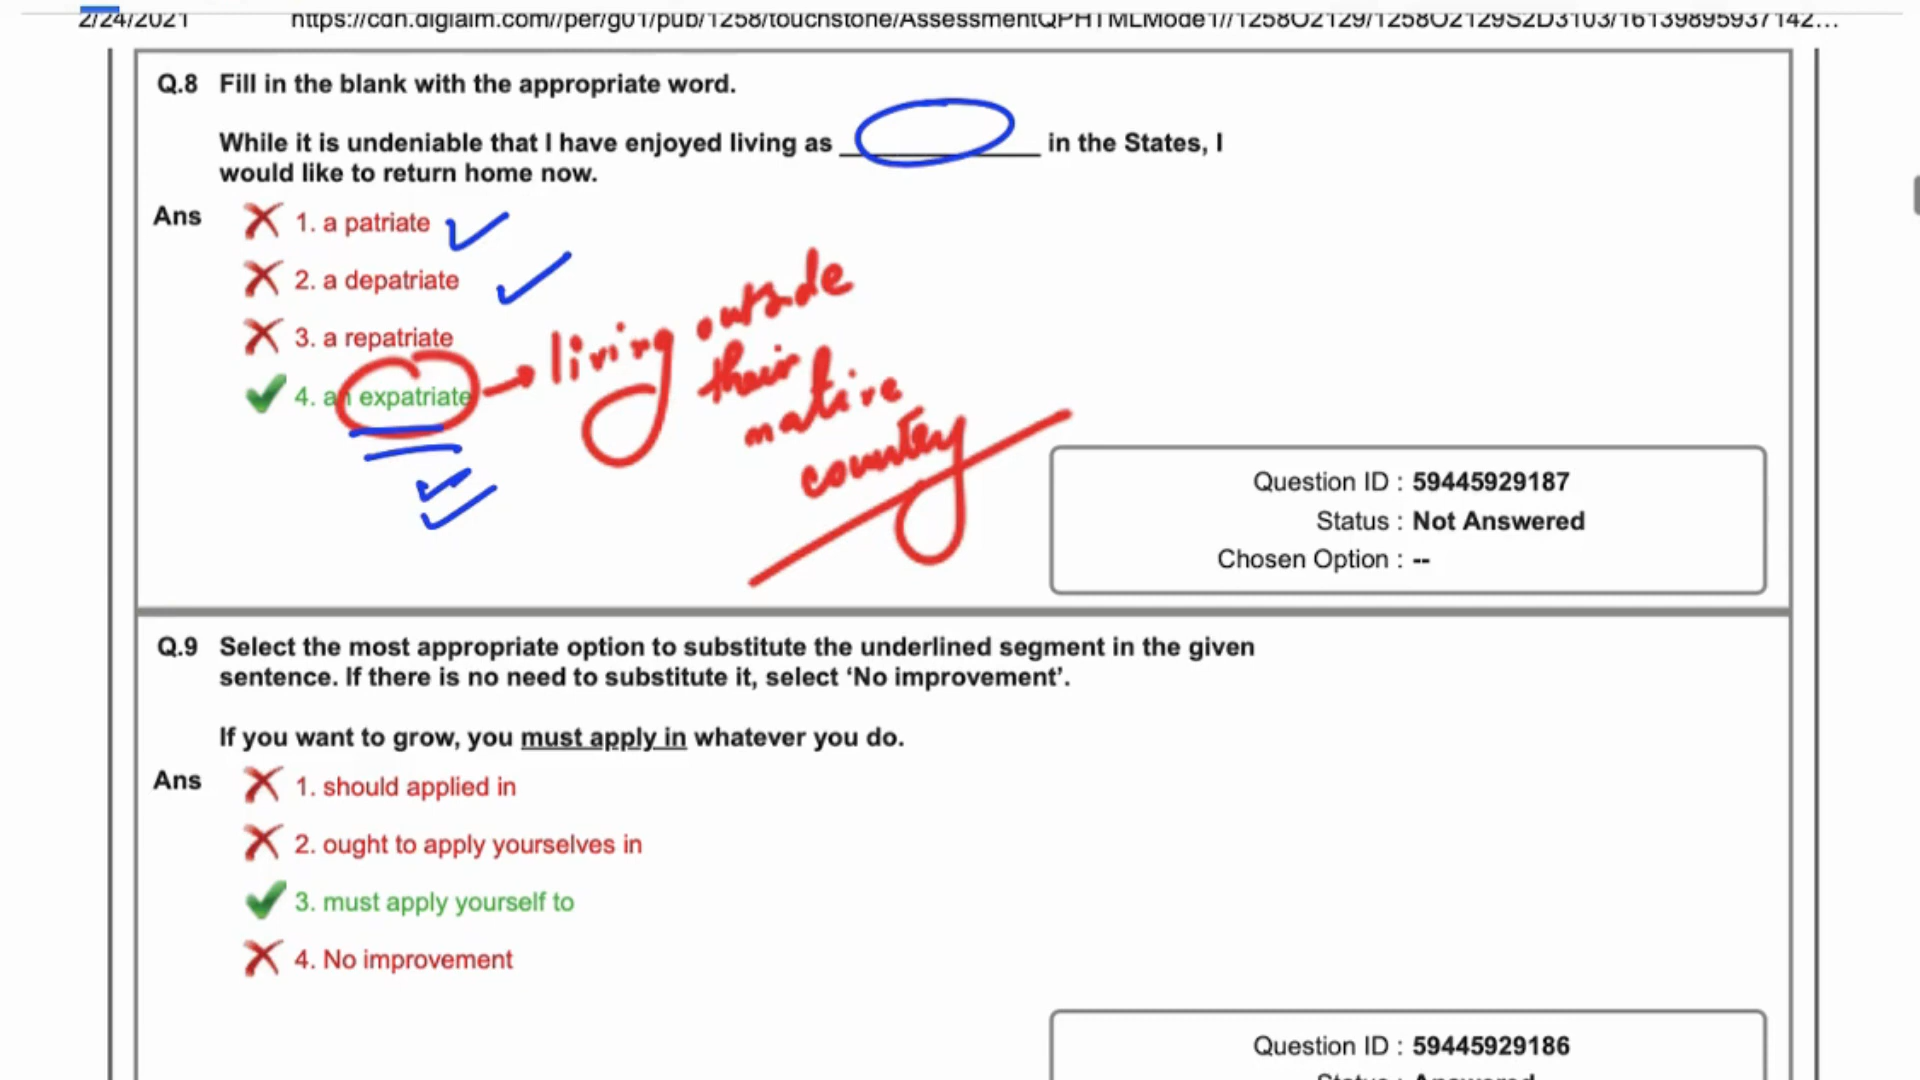 2/24/2021 https://cdn.digialm.com//per/g01/pub/1258/touchstone/AssessmentQPHTMLMode1//1258O2129/1258O2129S2D3103/16139895937142...
Q.8 Fill in the blank with the appropriate word.
While it is undeniable that I have enjoyed living as ______________ in the States, I
would like to return home now.
Ans 1. a patriate
2. a depatriate
3. a repatriate
4. an expatriate
living outside
their
native
country
Question ID : 59445929187
Status : Not Answered
Chosen Option : --
Q.9 Select the most appropriate option to substitute the underlined segment in the given
sentence. If there is no need to substitute it, select ‘No improvement’.
If you want to grow, you must apply in whatever you do.
Ans 1. should applied in
2. ought to apply yourselves in
3. must apply yourself to
4. No improvement
Question ID : 59445929186
Status : Answered